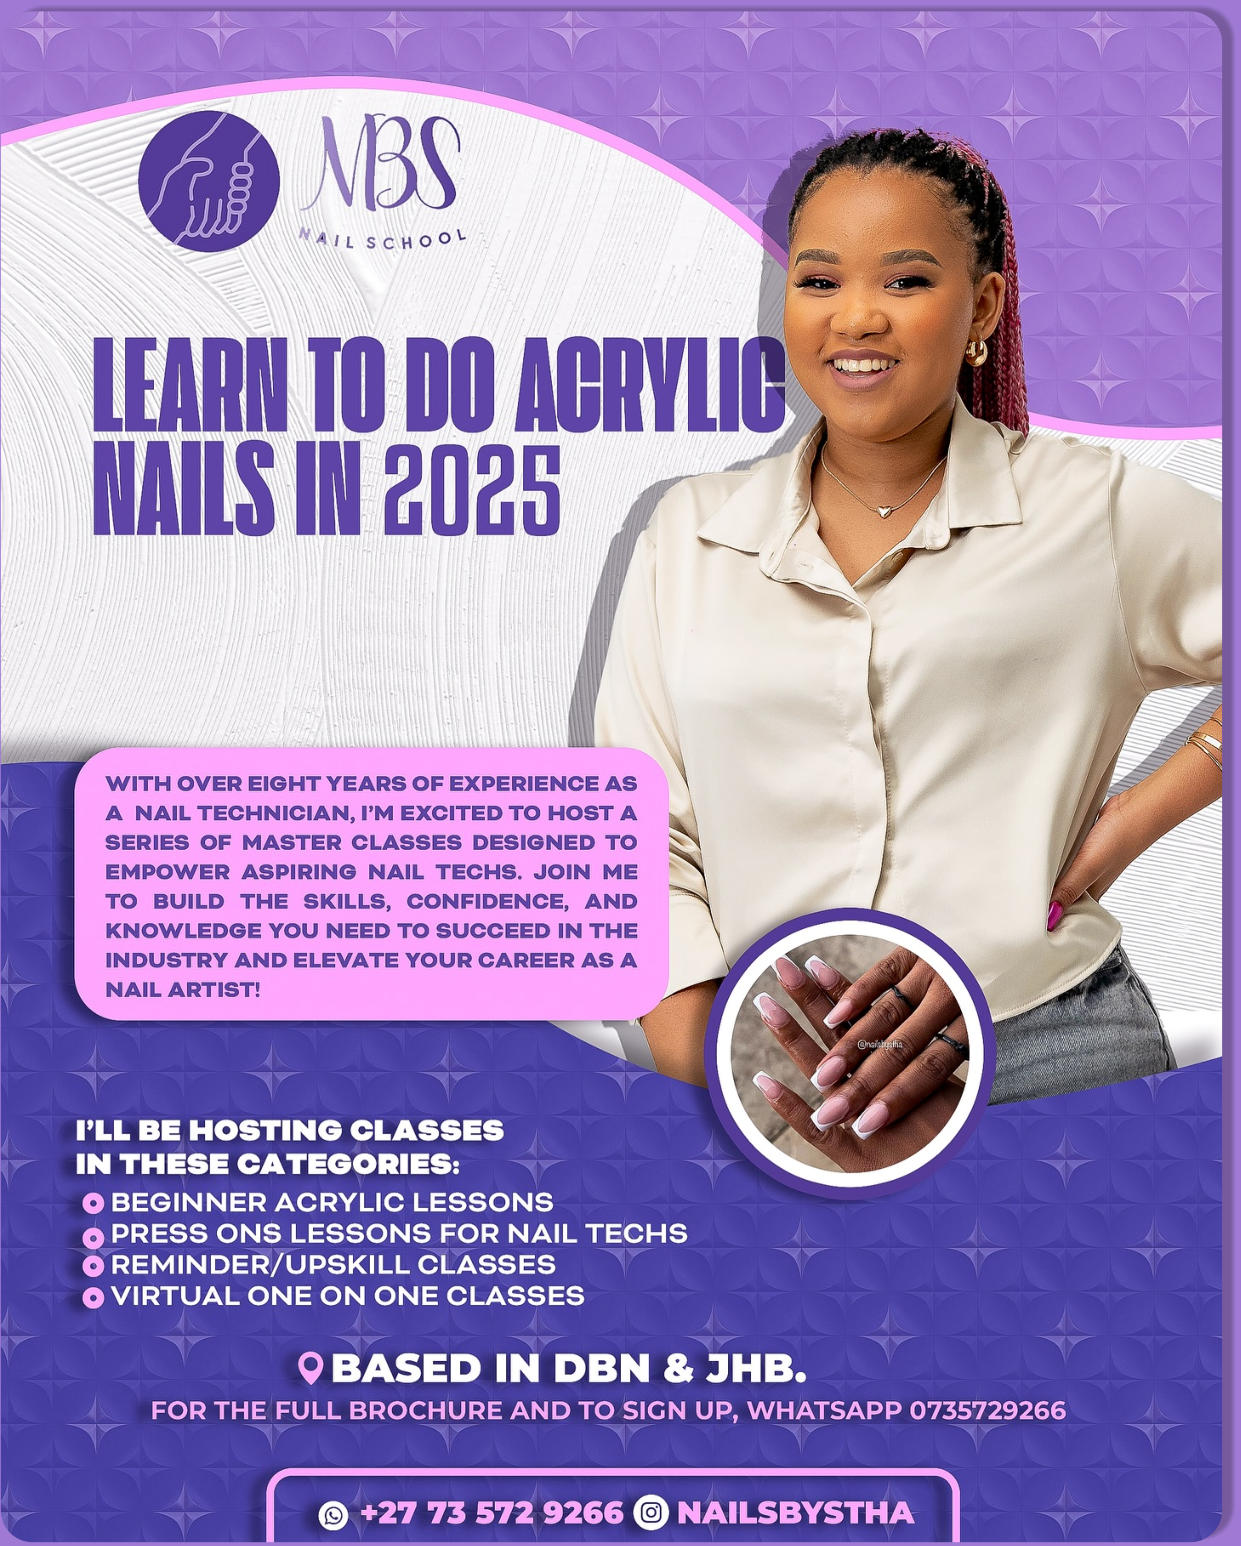 NBS
NAIL SCHOOL
LEARN TO DO ACRYLIC
NAILS IN 2025
WITH OVER EIGHT YEARS OF EXPERIENCE AS
A NAIL TECHNICIAN, I'M EXCITED TO HOST A
SERIES OF MASTER CLASSES DESIGNED TO
EMPOWER ASPIRING NAIL TECHS. JOIN ME
TO BUILD THE SKILLS, CONFIDENCE, AND
KNOWLEDGE YOU NEED TO SUCCEED IN THE
INDUSTRY AND ELEVATE YOUR CAREER AS A
NAIL ARTIST!
@nailsbystha
I'LL BE HOSTING CLASSES
IN THESE CATEGORIES:
BEGINNER ACRYLIC LESSONS
PRESS ONS LESSONS FOR NAIL TECHS
REMINDER/UPSKILL CLASSES
VIRTUAL ONE ON ONE CLASSES
BASED IN DBN & JHB.
FOR THE FULL BROCHURE AND TO SIGN UP, WHATSAPP 0735729266
+27 73 572 9266 NAILSBYSTHA